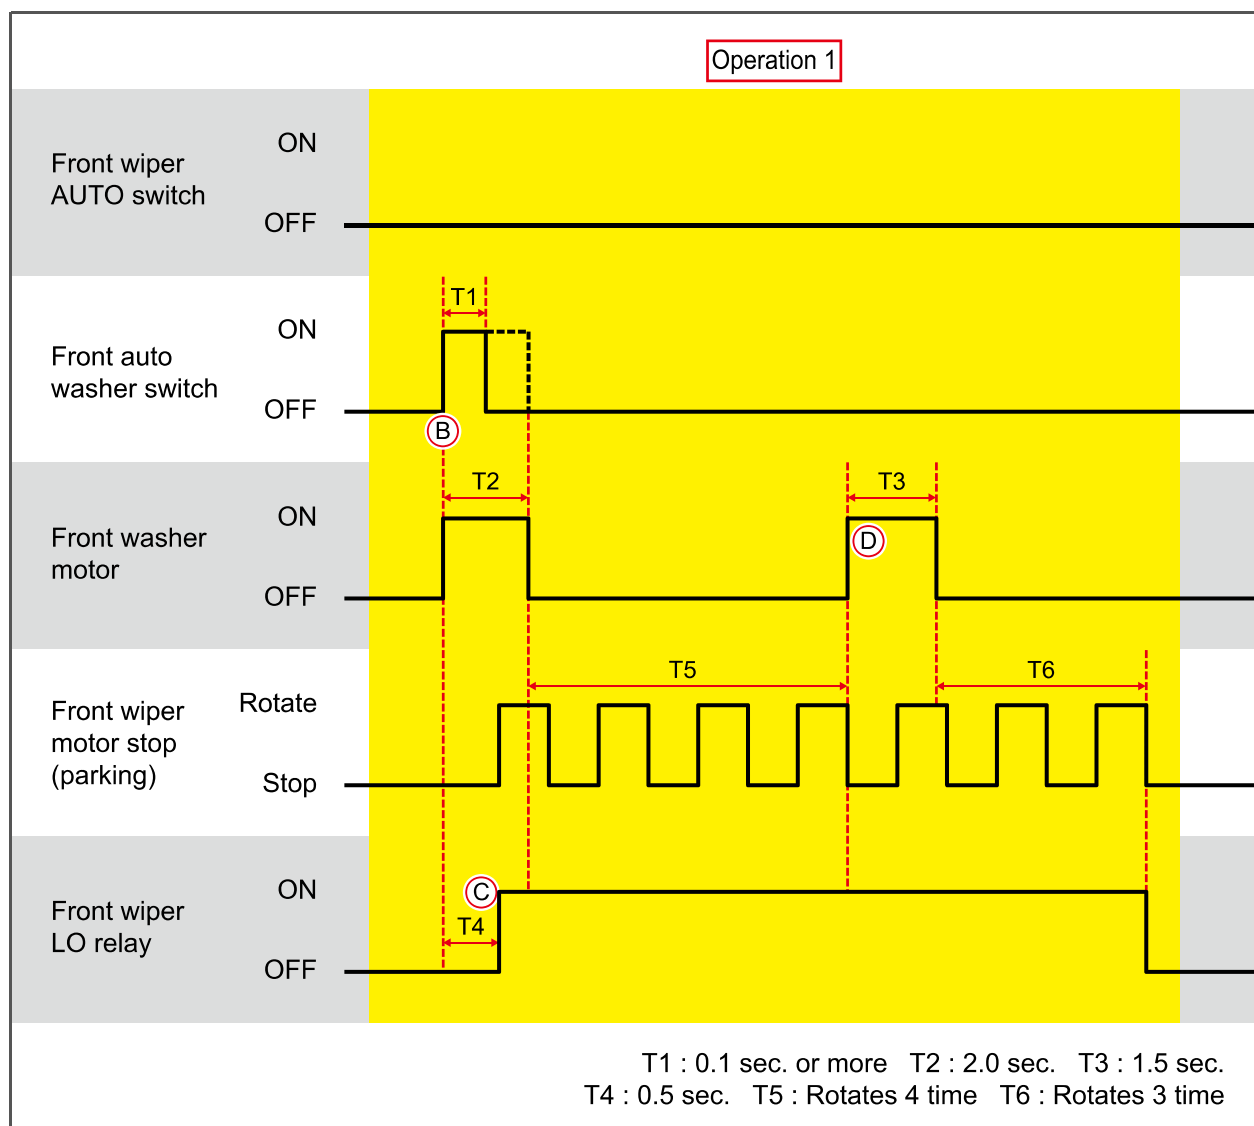 Operation 1
Front wiper
AUTO switch
ON
OFF
Front auto
washer switch
ON
OFF
T1
B
Front washer
motor
ON
OFF
T2
T3
D
Front wiper
motor stop
(parking)
Rotate
Stop
T5
T6
Front wiper
LO relay
ON
OFF
C
T4
T1 : 0.1 sec. or more T2 : 2.0 sec. T3 : 1.5 sec.
T4 : 0.5 sec. T5 : Rotates 4 time T6 : Rotates 3 time